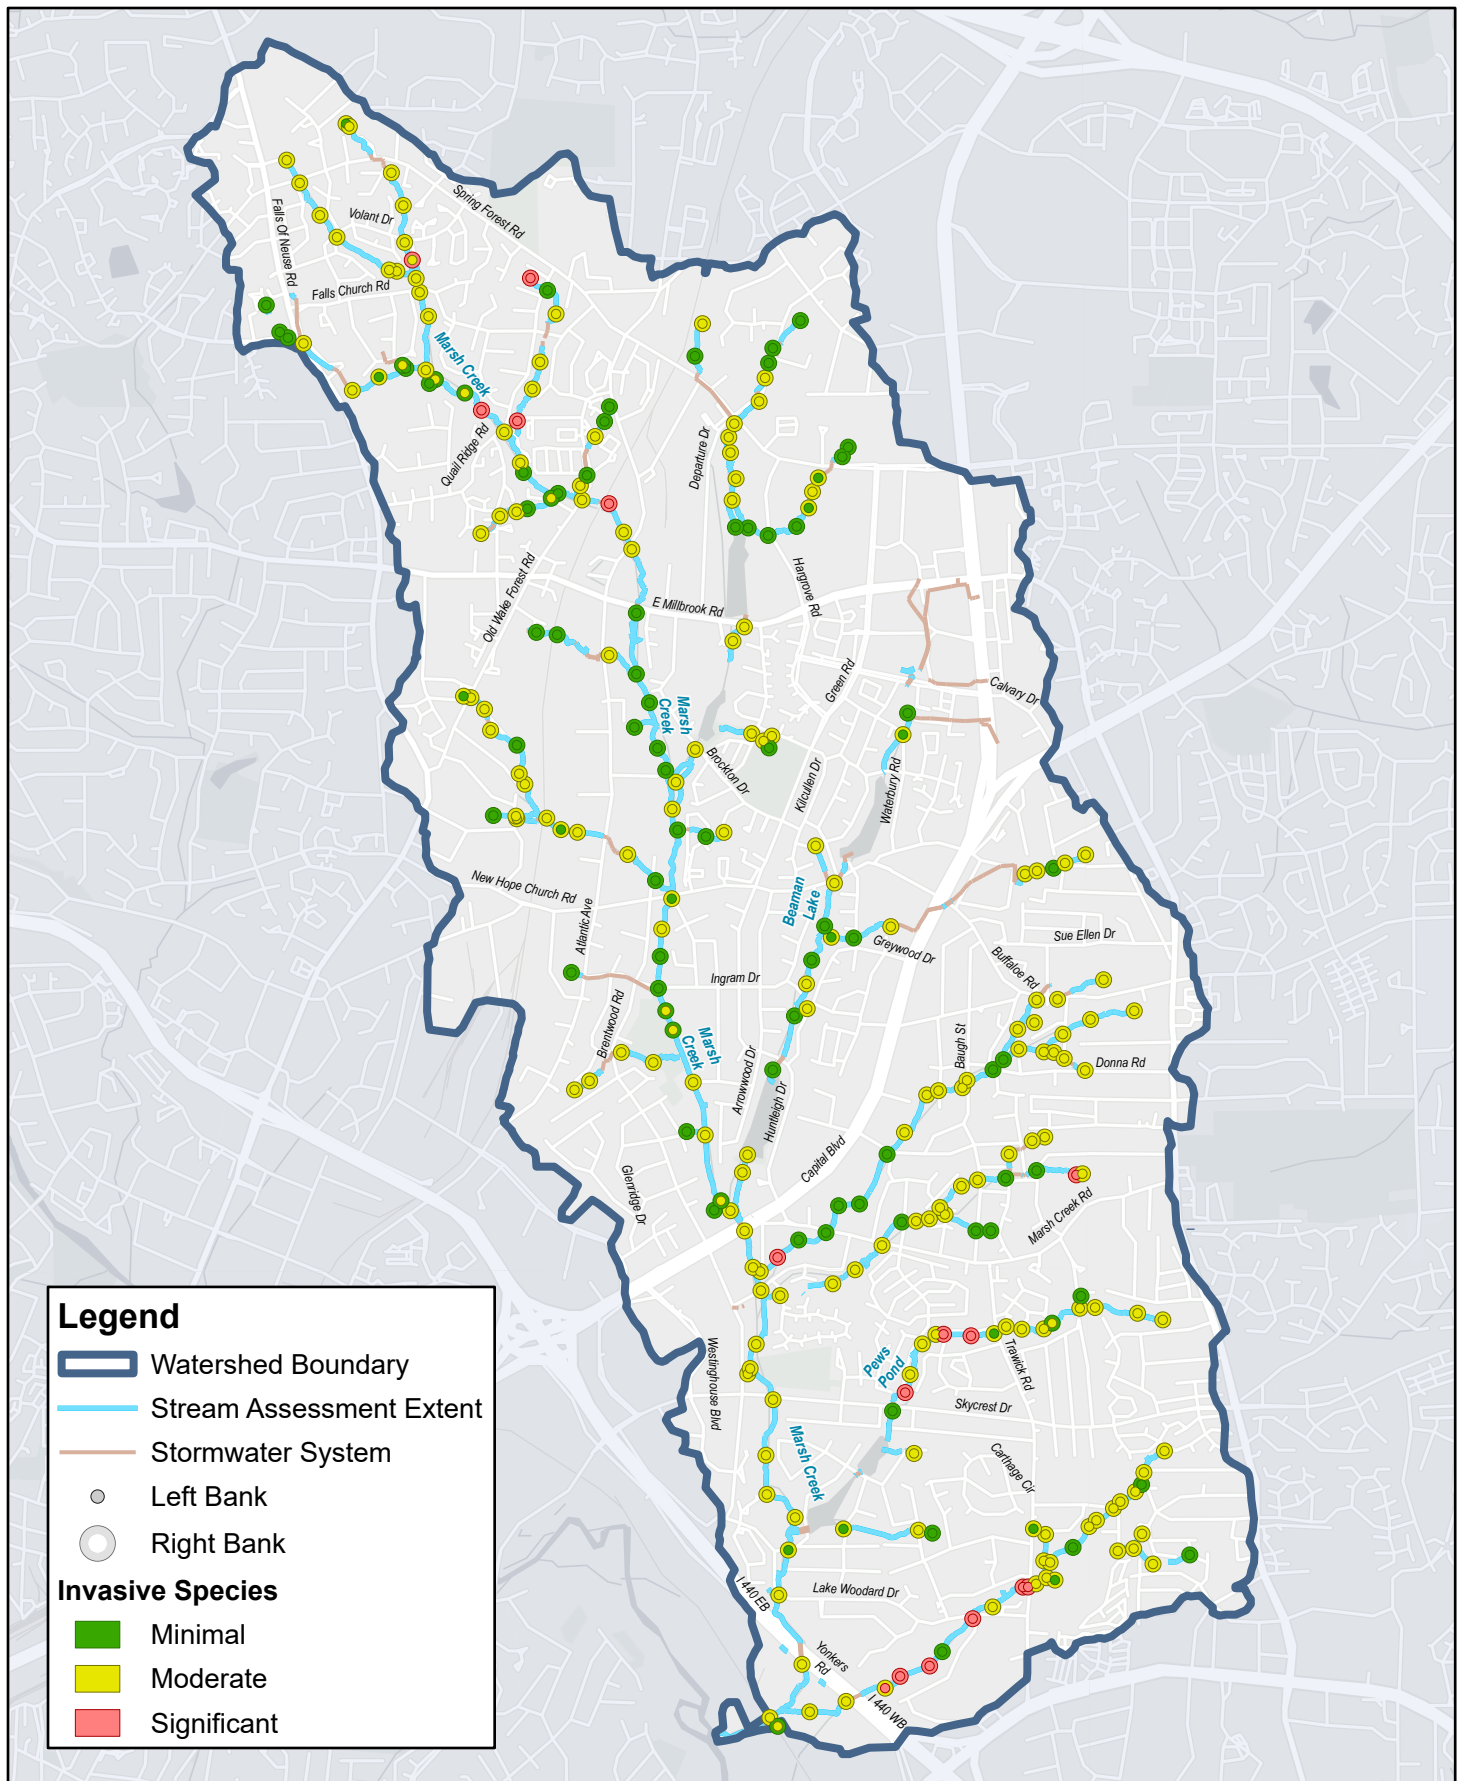 Spring Forest Rd
Volant Dr
Falls Of Neuse Rd
Falls Church Rd
Marsh Creek
Quail Ridge Rd
Departure Dr
Old Wake Forest Rd
Hargrove Rd
E Millbrook Rd
Green Rd
Calvary Dr
Marsh
Creek
Brockton Dr
Kilcullen Dr
Waterbury Rd
New Hope Church Rd
Atlantic Ave
Beaman
Lake
Greywood Dr
Sue Ellen Dr
Buffaloe Rd
Ingram Dr
Brentwood Rd
Marsh
Creek
Arrowwood Dr
Huntleigh Dr
Baugh St
Donna Rd
Capital Blvd
Glenridge Dr
Marsh Creek Rd
Westinghouse Blvd
Pews
Pond
Trawick Rd
Skycrest Dr
Marsh Creek
Carthage Cir
I 440 EB
Lake Woodard Dr
Yonkers
Rd
I 440 WB
Legend
Watershed Boundary
Stream Assessment Extent
Stormwater System
Left Bank
Right Bank
Invasive Species
Minimal
Moderate
Significant